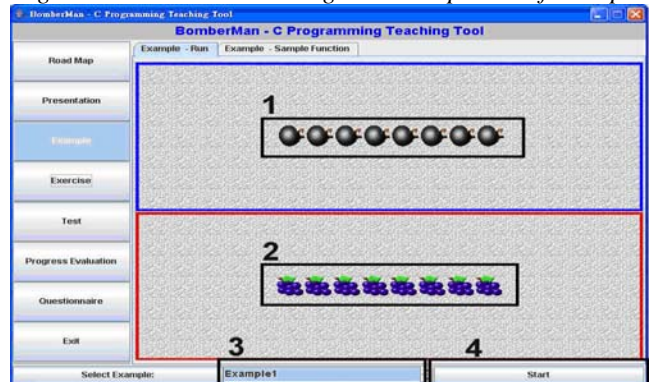 BomberMan - C Programming Teaching Tool
BomberMan - C Programming Teaching Tool
Example - Run
Example - Sample Function
Road Map
Presentation
Example
Exercise
Test
Progress Evaluation
Questionnaire
Exit
1
2
3
4
Select Example:
Example1
Start